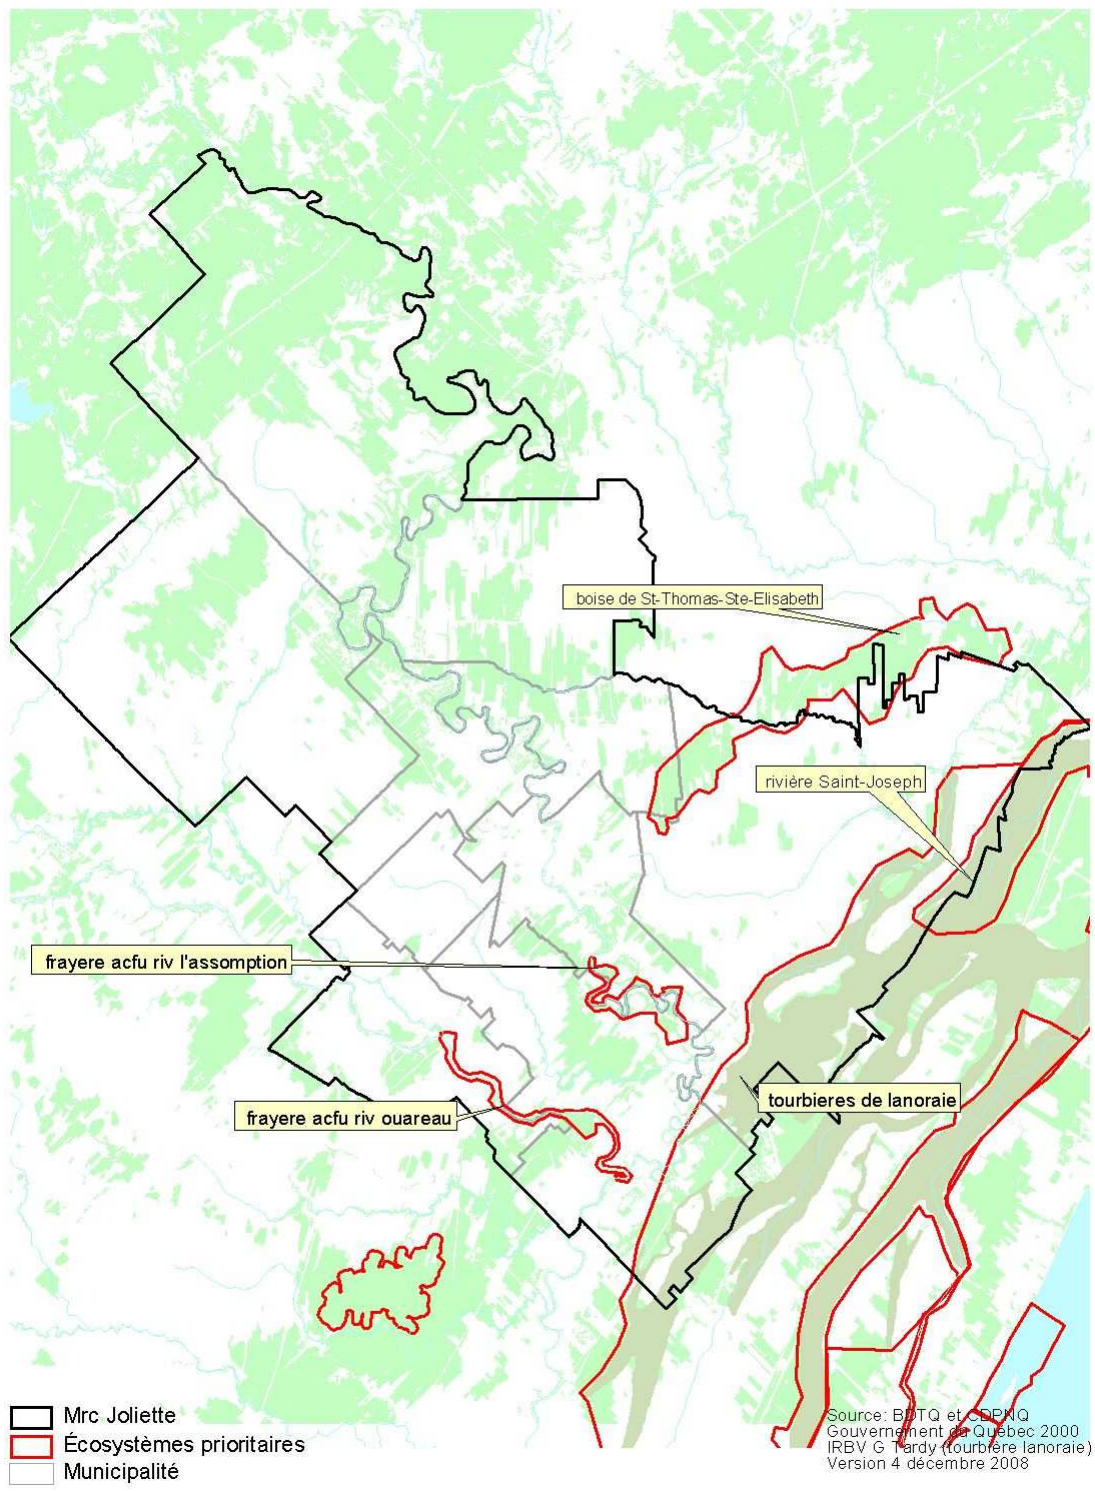 boise de St-Thomas-Ste-Elisabeth
rivière Saint-Joseph
frayere acfu riv l'assomption
tourbieres de lanoraie
frayere acfu riv ouareau
Mrc Joliette
Écosystèmes prioritaires
Municipalité
Source: BDTQ et CDPNQ
Gouvernement du Québec 2000
IRBV G Tardy (tourbière lanoraie)
Version 4 décembre 2008